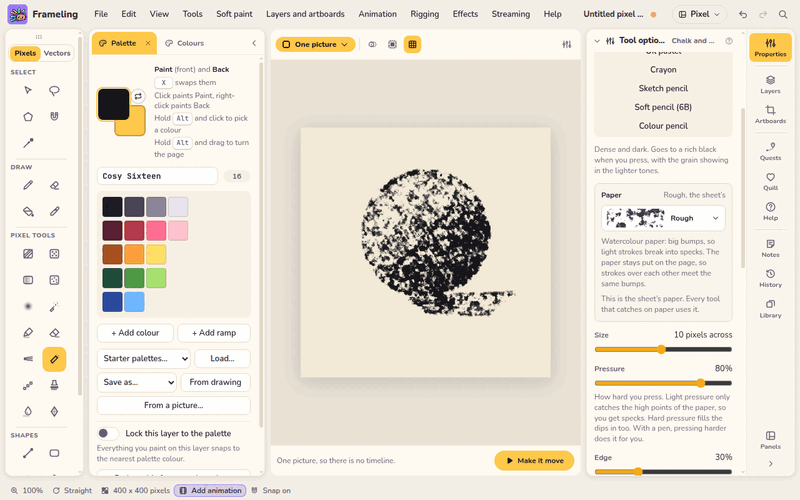 Frameling File Edit View Tools Soft paint Layers and artboards Animation Rigging Effects Streaming Help Untitled pixel ... Pixel
Pixels Vectors
SELECT
DRAW
PIXEL TOOLS
SHAPES
Palette Colours
Paint (front) and Back
X swaps them
Click paints Paint, right-
click paints Back
Hold Alt and click to pick
a colour
Hold Alt and drag to turn
the page
Cosy Sixteen 16
+ Add colour + Add ramp
Starter palettes... Load...
Save as... From drawing
From a picture...
Lock this layer to the palette
Everything you paint on this layer snaps to
the nearest palette colour.
One picture
One picture, so there is no timeline. Make it move
Tool optio... Chalk and ...
Crayon
Sketch pencil
Soft pencil (6B)
Colour pencil
Dense and dark. Goes to a rich black
when you press, with the grain showing
in the lighter tones.
Paper Rough, the sheet's
Rough
Watercolour paper: big bumps, so
light strokes break into specks. The
paper stays put on the page, so
strokes over each other meet the
same bumps.
This is the sheet's paper. Every tool
that catches on paper uses it.
Size 10 pixels across
Pressure 80%
How hard you press. Light pressure only
catches the high points of the paper, so
you get specks. Hard pressure fills the
dips in too. With a pen, pressing harder
does it for you.
Edge 30%
Properties
Layers
Artboards
Quests
Quill
Help
Notes
History
Library
Panels
100% Straight 400 x 400 pixels Add animation Snap on